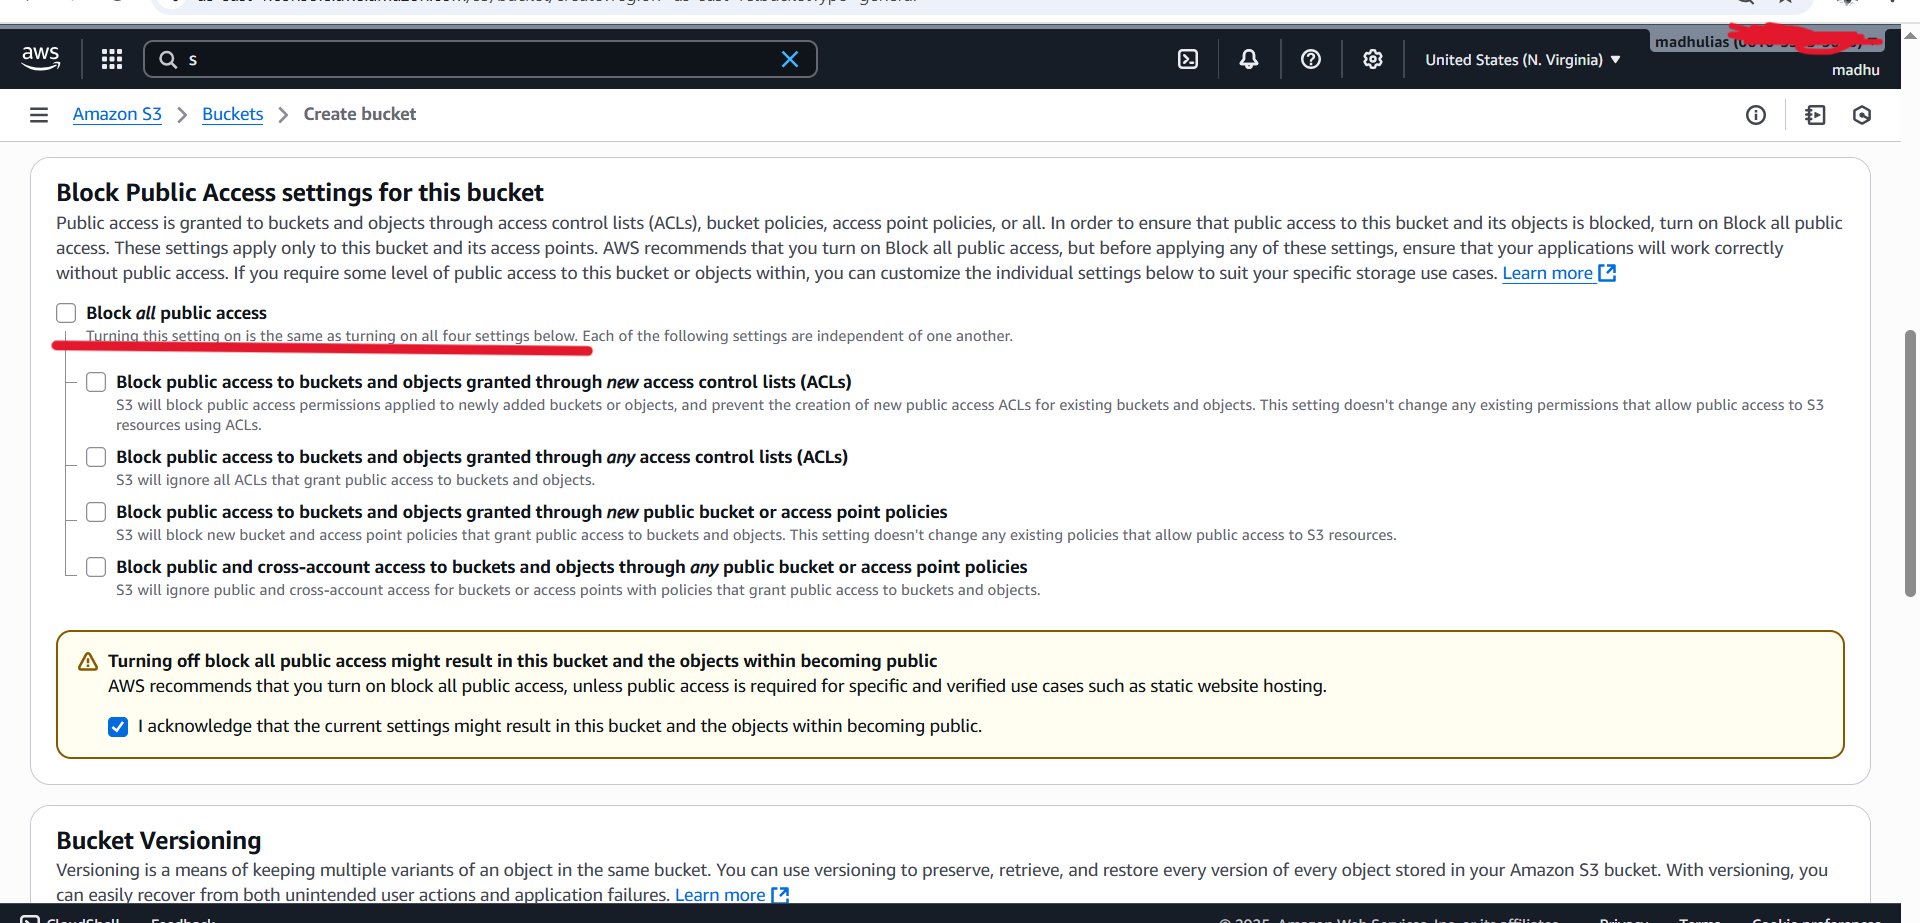 aws
s
United States (N. Virginia)
madhulias
madhu
Amazon S3
Buckets
Create bucket
Block Public Access settings for this bucket
Public access is granted to buckets and objects through access control lists (ACLs), bucket policies, access point policies, or all. In order to ensure that public access to this bucket and its objects is blocked, turn on Block all public
access. These settings apply only to this bucket and its access points. AWS recommends that you turn on Block all public access, but before applying any of these settings, ensure that your applications will work correctly
without public access. If you require some level of public access to this bucket or objects within, you can customize the individual settings below to suit your specific storage use cases. Learn more
Block all public access
Turning this setting on is the same as turning on all four settings below. Each of the following settings are independent of one another.
Block public access to buckets and objects granted through new access control lists (ACLs)
S3 will block public access permissions applied to newly added buckets or objects, and prevent the creation of new public access ACLs for existing buckets and objects. This setting doesn't change any existing permissions that allow public access to S3
resources using ACLs.
Block public access to buckets and objects granted through any access control lists (ACLs)
S3 will ignore all ACLs that grant public access to buckets and objects.
Block public access to buckets and objects granted through new public bucket or access point policies
S3 will block new bucket and access point policies that grant public access to buckets and objects. This setting doesn't change any existing policies that allow public access to S3 resources.
Block public and cross-account access to buckets and objects through any public bucket or access point policies
S3 will ignore public and cross-account access for buckets or access points with policies that grant public access to buckets and objects.
Turning off block all public access might result in this bucket and the objects within becoming public
AWS recommends that you turn on block all public access, unless public access is required for specific and verified use cases such as static website hosting.
I acknowledge that the current settings might result in this bucket and the objects within becoming public.
Bucket Versioning
Versioning is a means of keeping multiple variants of an object in the same bucket. You can use versioning to preserve, retrieve, and restore every version of every object stored in your Amazon S3 bucket. With versioning, you
can easily recover from both unintended user actions and application failures. Learn more
CloudShell
Feedback
© 2025, Amazon Web Services, Inc. or its affiliates.
Privacy
Terms
Cookie preferences